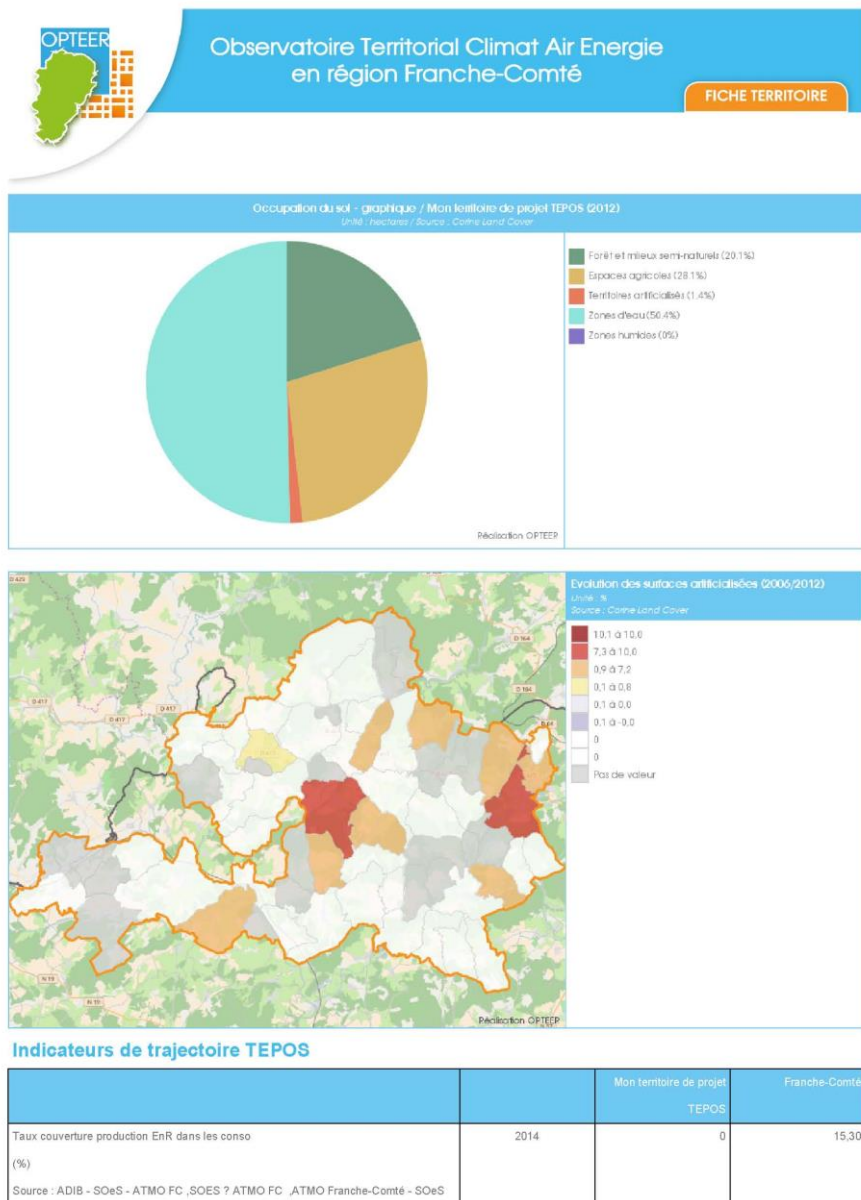 OPTEER
Observatoire Territorial Climat Air Energie
en région Franche-Comté
FICHE TERRITOIRE
Occupation du sol - graphique / Mon territoire de projet TEPOS (2012)
Unité : hectares / Source : Corine Land Cover
Forêt et milieux semi-naturels (20.1%)
Espaces agricoles (28.1%)
Territoires artificialisés (1.4%)
Zones d'eau (50.4%)
Zones humides (0%)
Réalisation OPTEER
Evolution des surfaces artificialisées (2006/2012)
Unité : %
Source : Corine Land Cover
10,1 à 10,0
7,3 à 10,0
0,9 à 7,2
0,1 à 0,8
0,1 à 0,0
0,1 à -0,0
0
0
Pas de valeur
D 417
D 417
D 417
D 164
N 19
N 19
Réalisation OPTEER
Indicateurs de trajectoire TEPOS
Mon territoire de projet
TEPOS
Franche-Comté
Taux couverture production EnR dans les conso
(%)
2014
0
15,30
Source : ADIB - SOeS - ATMO FC ,SOES ? ATMO FC ,ATMO Franche-Comté - SOeS